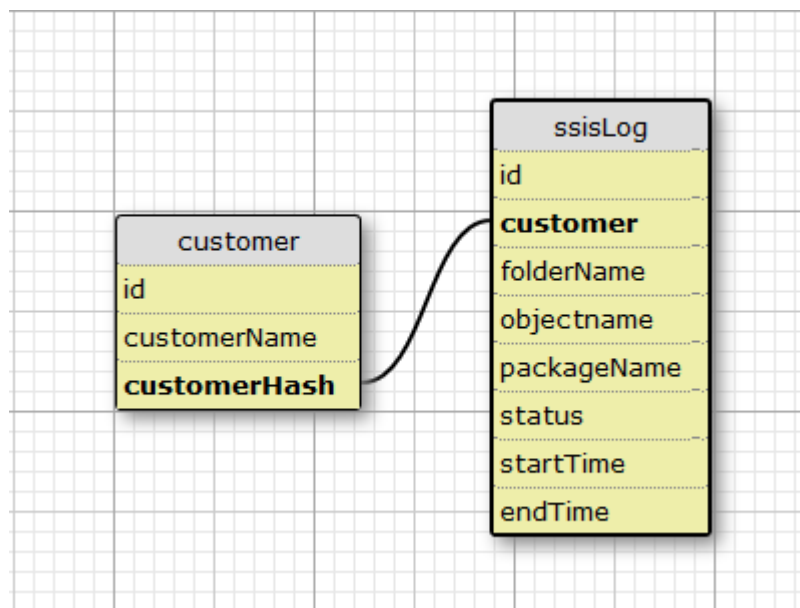 customer
id
customerName
customerHash
ssisLog
id
customer
folderName
objectname
packageName
status
startTime
endTime